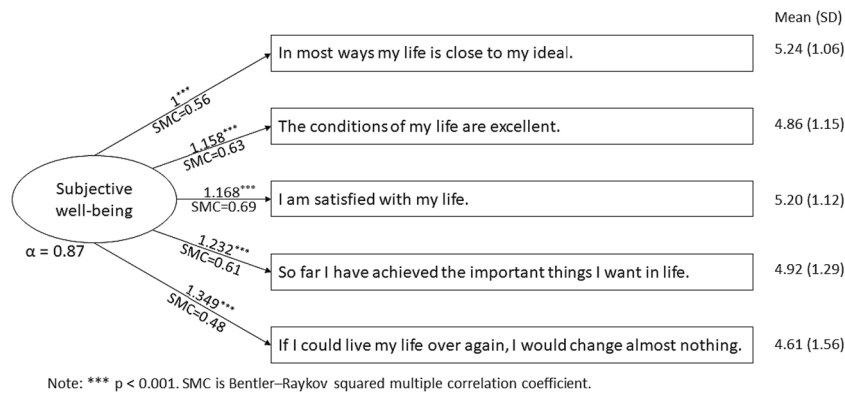 Mean (SD)
In most ways my life is close to my ideal.
5.24 (1.06)
1***
SMC=0.56
The conditions of my life are excellent.
4.86 (1.15)
1.158***
SMC=0.63
Subjective
well-being
α = 0.87
1.168***
SMC=0.69
I am satisfied with my life.
5.20 (1.12)
1.232***
SMC=0.61
So far I have achieved the important things I want in life.
4.92 (1.29)
1.349***
SMC=0.48
If I could live my life over again, I would change almost nothing.
4.61 (1.56)
Note: *** p < 0.001. SMC is Bentler–Raykov squared multiple correlation coefficient.